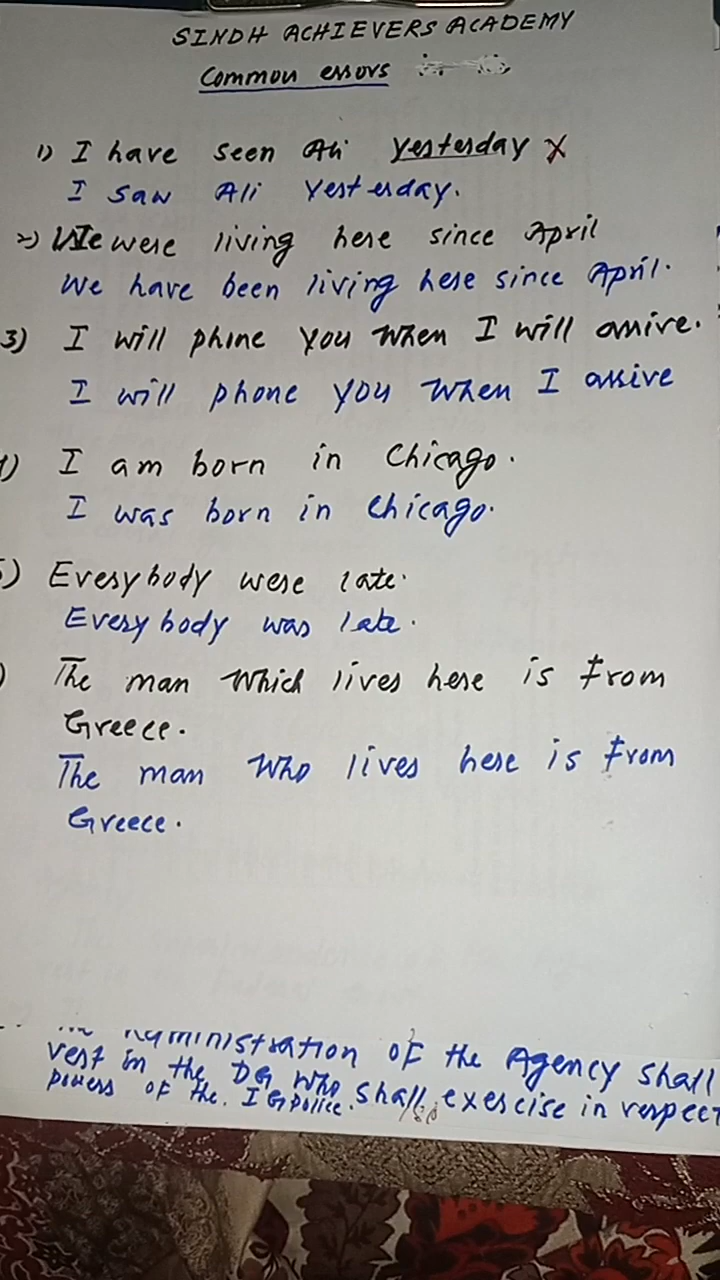 SINDH ACHIEVERS ACADEMY
Common errors
1) I have seen Ali yesterday X
I saw Ali Yesterday.
2) We were living here since April
We have been living here since April.
3) I will phone you when I will arrive.
I will phone you when I arrive
) I am born in Chicago.
I was born in Chicago.
) Everybody were late.
Everybody was late.
) The man which lives here is from
Greece.
The man who lives here is from
Greece.
Administration of the Agency shall
vest in the DG who shall exercise in respect
powers of the. IG Police.